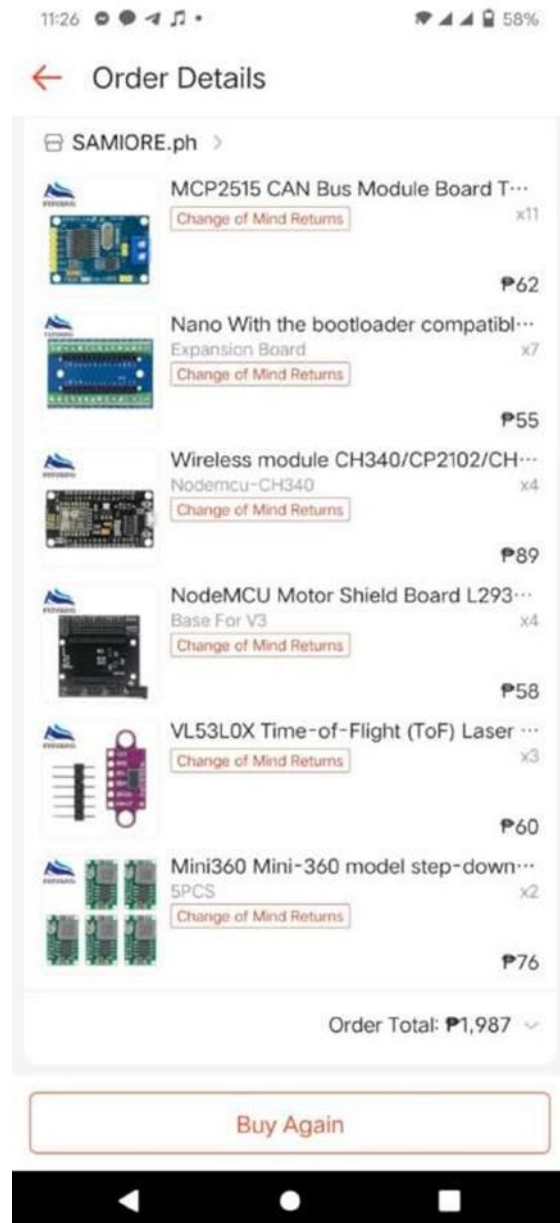 11:26
58%
Order Details
SAMIORE.ph >
MCP2515 CAN Bus Module Board T···
Change of Mind Returns
x11
₱62
Nano With the bootloader compatibl···
Expansion Board
x7
Change of Mind Returns
₱55
Wireless module CH340/CP2102/CH···
Nodemcu-CH340
x4
Change of Mind Returns
₱89
NodeMCU Motor Shield Board L293···
Base For V3
x4
Change of Mind Returns
₱58
VL53L0X Time-of-Flight (ToF) Laser ···
Change of Mind Returns
x3
₱60
Mini360 Mini-360 model step-down···
5PCS
x2
Change of Mind Returns
₱76
Order Total: ₱1,987
Buy Again